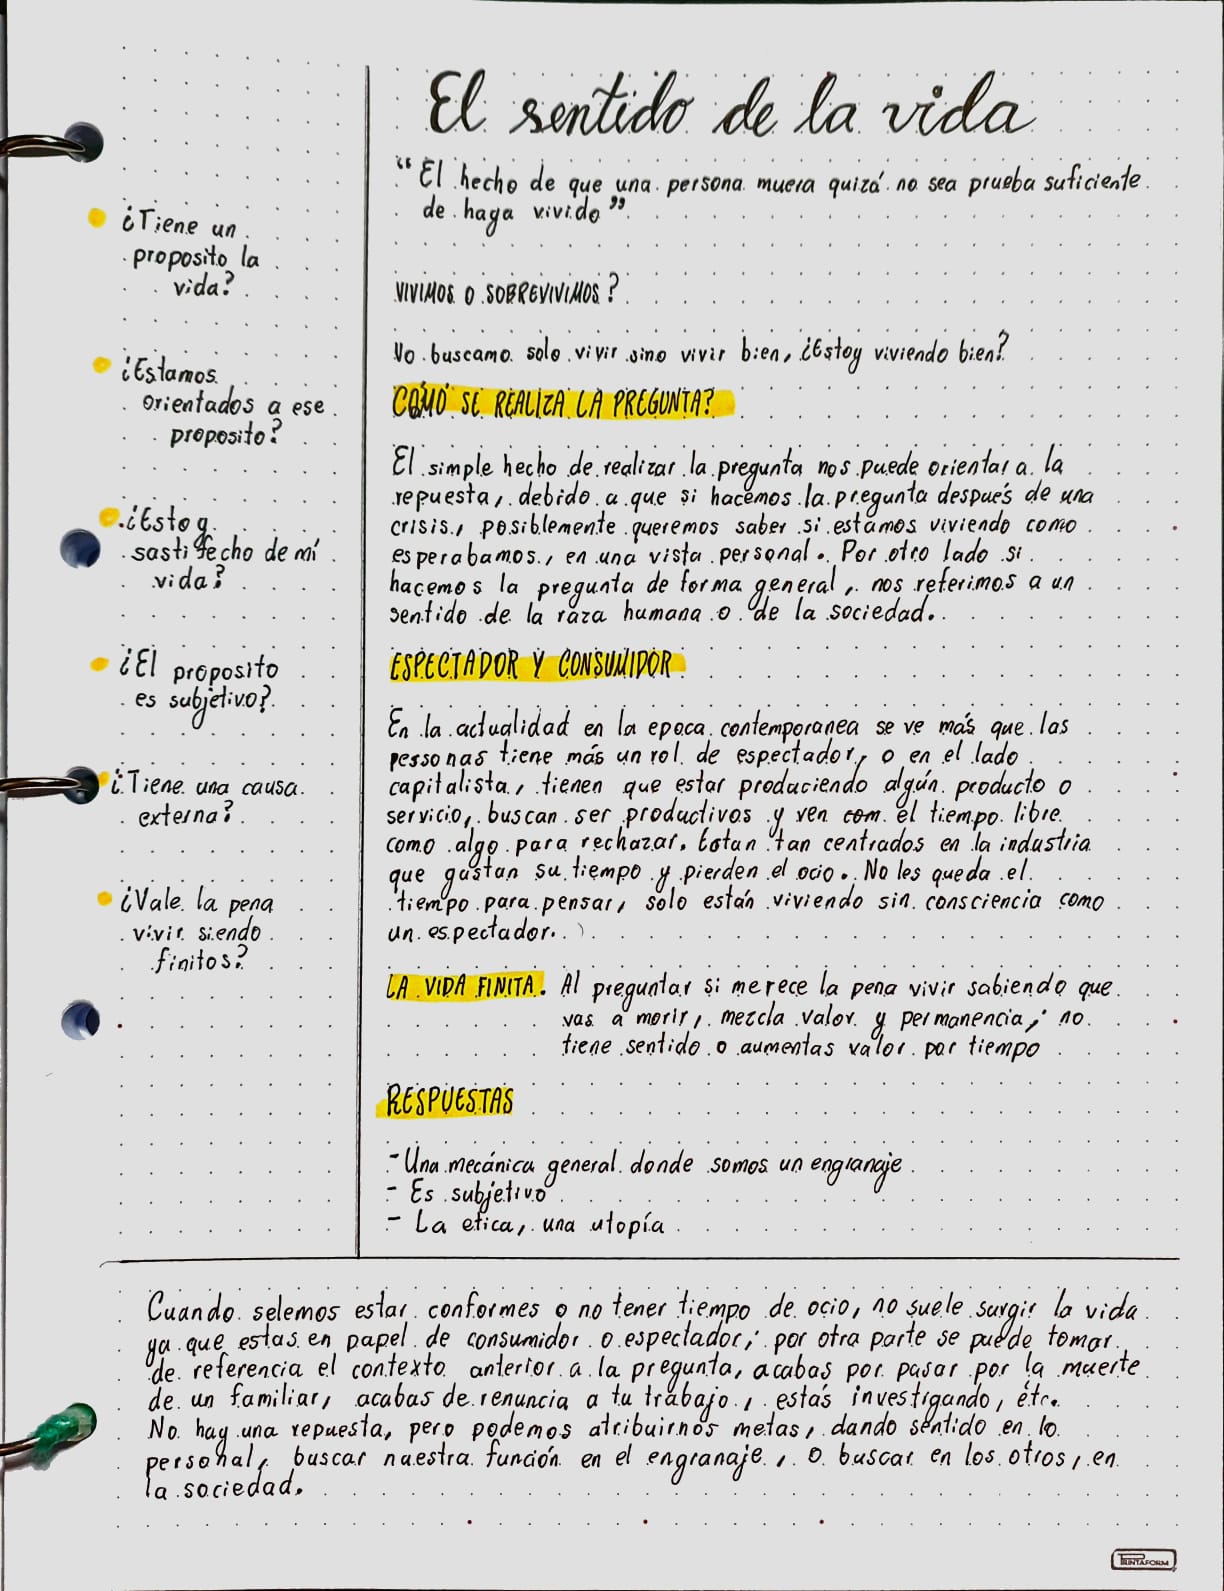 El sentido de la vida
“El hecho de que una persona muera quizá no sea prueba suficiente
de haga vivido”
VIVIMOS O SOBREVIVIMOS?
No buscamo solo vivir sino vivir bien, ¿Estoy viviendo bien?
CÓMO SE REALIZA LA PREGUNTA?
El simple hecho de realizar la pregunta nos puede orientar a la
repuesta, debido a que si hacemos la pregunta después de una
crisis, posiblemente queremos saber si estamos viviendo como
esperabamos, en una vista personal. Por otro lado si
hacemos la pregunta de forma general, nos referimos a un
sentido de la raza humana o de la sociedad.
ESPECTADOR Y CONSUMIDOR
En la actualidad en la epoca contemporanea se ve más que las
personas tiene más un rol de espectador, o en el lado
capitalista, tienen que estar produciendo algún producto o
servicio, buscan ser productivos y ven com el tiempo libre
como algo para rechazar. Estan tan centrados en la industria
que gastan su tiempo y pierden el ocio. No les queda el
tiempo para pensar, solo están viviendo sin consciencia como
un espectador.
LA VIDA FINITA. Al preguntar si merece la pena vivir sabiendo que
vas a morir, mezcla valor y permanencia, no
tiene sentido o aumentas valor por tiempo
RESPUESTAS
- Una mecánica general donde somos un engranaje
- Es subjetivo
- La etica, una utopía
¿Tiene un
proposito la
vida?
¿Estamos
orientados a ese
proposito?
¿Estoy
sastifecho de mí
vida?
¿El proposito
es subjetivo?
¿Tiene una causa
externa?
¿Vale la pena
vivir siendo
finitos?
Cuando selemos estar conformes o no tener tiempo de ocio, no suele surgir la vida
ya que estas en papel de consumidor o espectador; por otra parte se puede tomar
de referencia el contexto anterior a la pregunta, acabas por pasar por la muerte
de un familiar, acabas de renuncia a tu trabajo, estás investigando, étc.
No hay una repuesta, pero podemos atribuirnos metas, dando sentido en lo
personal, buscar nuestra función en el engranaje, o buscar en los otros, en
la sociedad.
PRINTAFORM